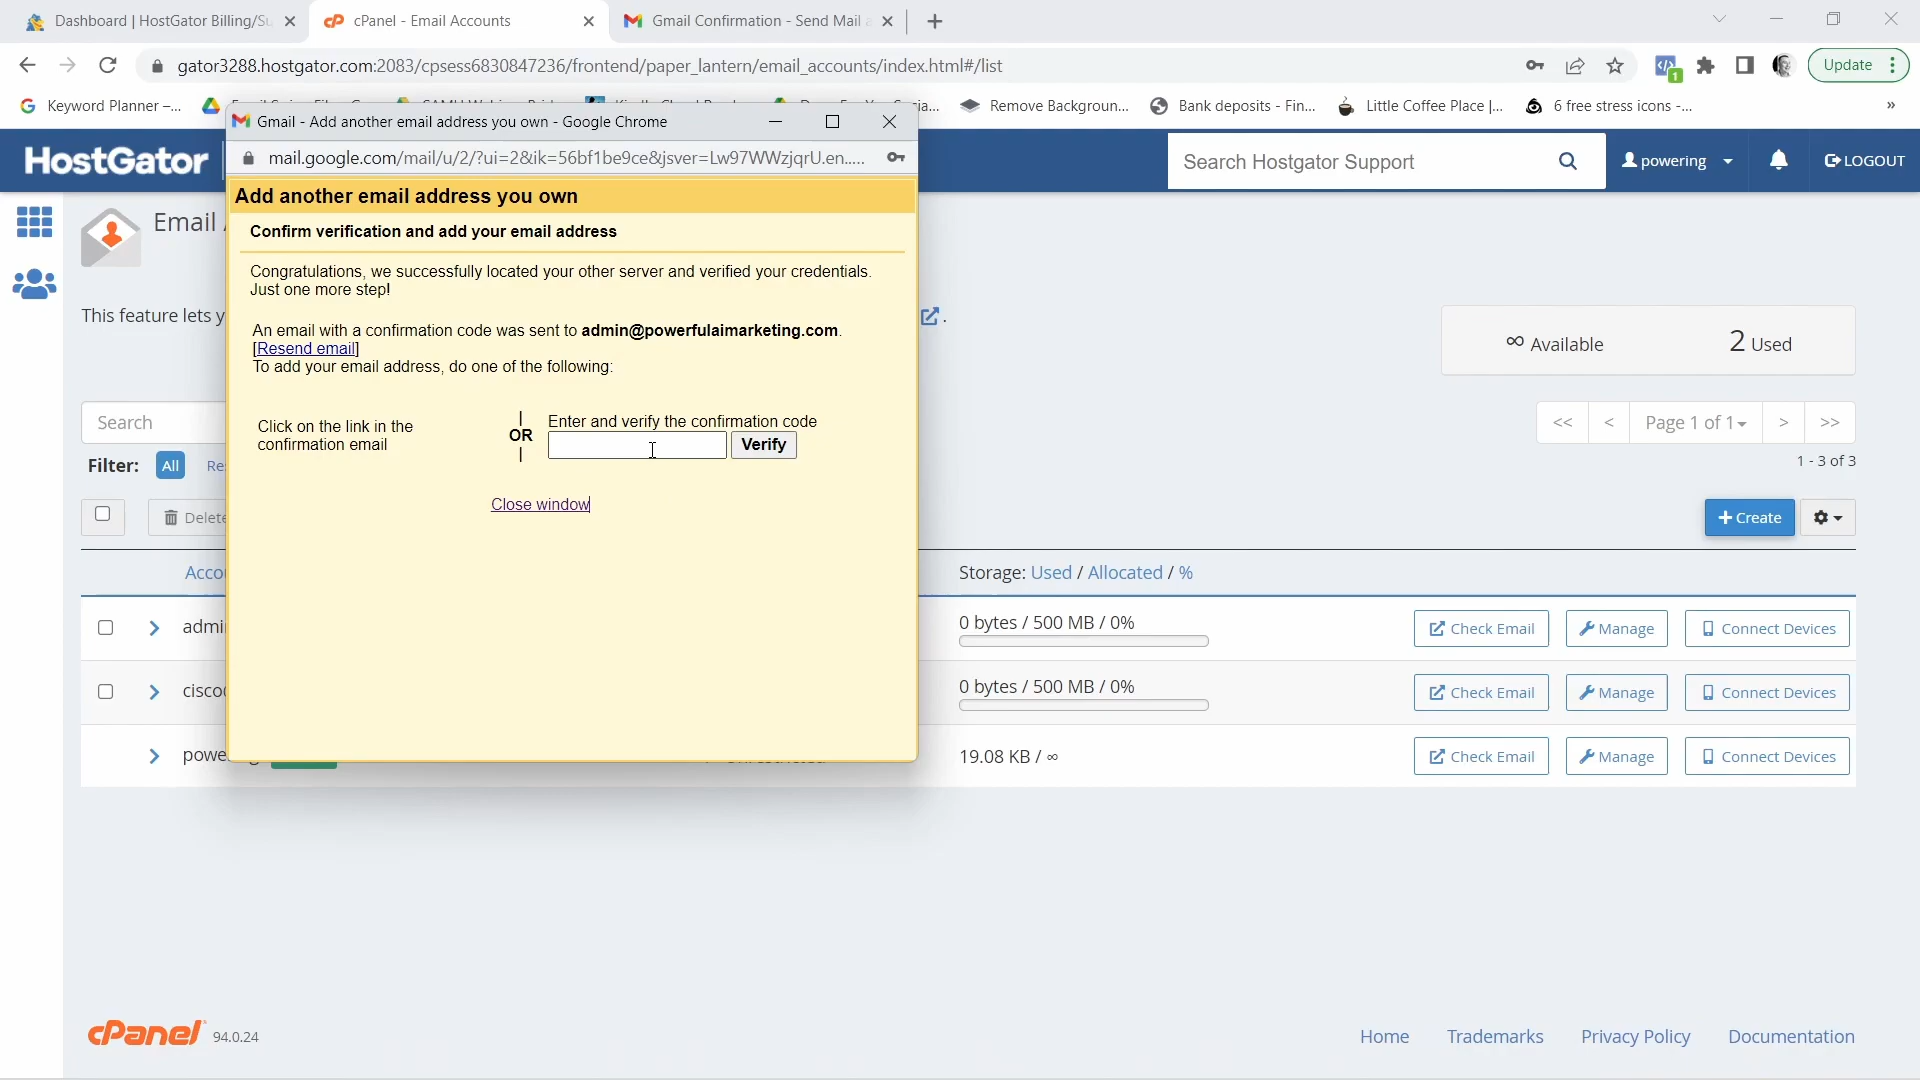 Dashboard | HostGator Billing/Su
cPanel - Email Accounts
Gmail Confirmation - Send Mail a
gator3288.hostgator.com:2083/cpsess6830847236/frontend/paper_lantern/email_accounts/index.html#/list
1
Update
Keyword Planner –...
Remove Background...
Bank deposits - Fin...
Little Coffee Place |...
6 free stress icons -...
»
Gmail - Add another email address you own - Google Chrome
mail.google.com/mail/u/2/?ui=2&ik=56bf1be9ce&jsver=Lw97WWzjqrU.en.....
HostGator
Search Hostgator Support
powering
LOGOUT
Add another email address you own
Email
Confirm verification and add your email address
Congratulations, we successfully located your other server and verified your credentials.
Just one more step!
This feature lets y
An email with a confirmation code was sent to admin@powerfulaimarketing.com.
[Resend email]
To add your email address, do one of the following:
∞ Available
2 Used
Click on the link in the
confirmation email
|
OR
|
Enter and verify the confirmation code
Verify
Close window
Search
<<
<
Page 1 of 1
>
>>
Filter:
All
Re
1 - 3 of 3
Delete
+ Create
Accou
Storage: Used / Allocated / %
admi
0 bytes / 500 MB / 0%
Check Email
Manage
Connect Devices
cisco
0 bytes / 500 MB / 0%
Check Email
Manage
Connect Devices
powe
19.08 KB / ∞
Check Email
Manage
Connect Devices
cPanel
94.0.24
Home
Trademarks
Privacy Policy
Documentation